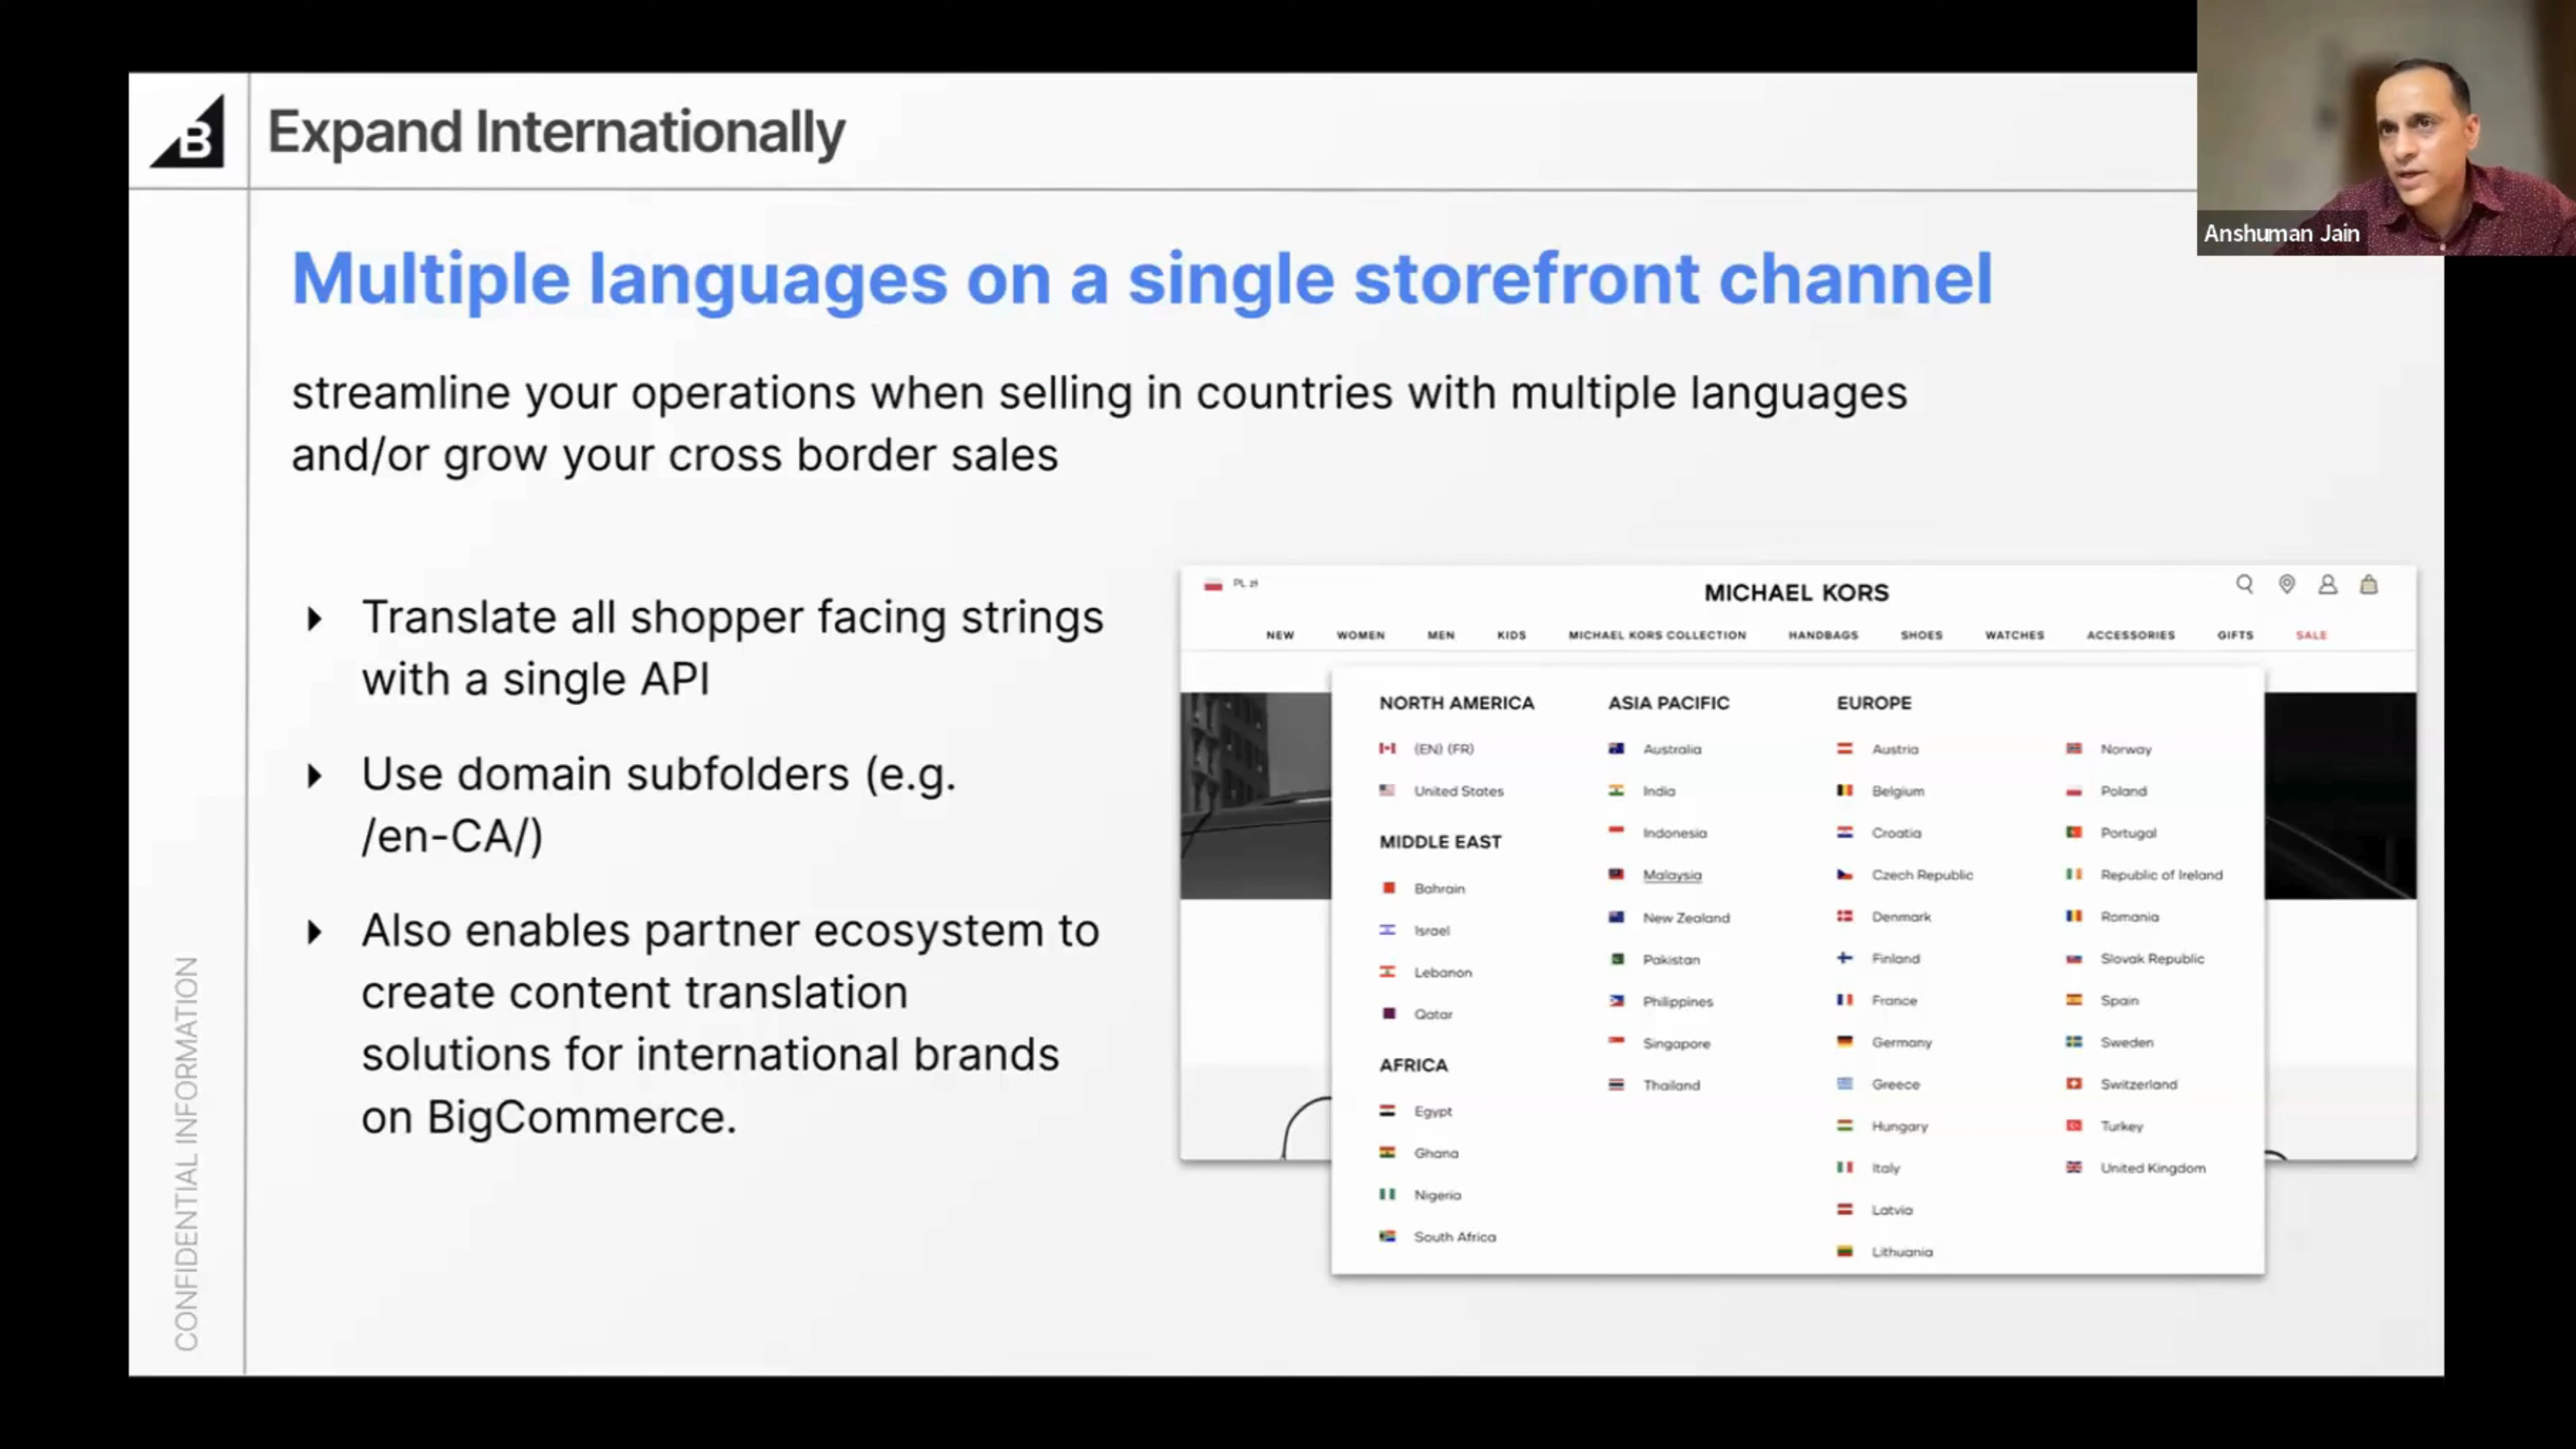 B
Expand Internationally
Anshuman Jain
Multiple languages on a single storefront channel
streamline your operations when selling in countries with multiple languages
and/or grow your cross border sales
Translate all shopper facing strings
with a single API
Use domain subfolders (e.g.
/en-CA/)
Also enables partner ecosystem to
create content translation
solutions for international brands
on BigCommerce.
CONFIDENTIAL INFORMATION
PL zł
MICHAEL KORS
NEW WOMEN MEN KIDS MICHAEL KORS COLLECTION HANDBAGS SHOES WATCHES ACCESSORIES GIFTS SALE
NORTH AMERICA
(EN) (FR)
United States
MIDDLE EAST
Bahrain
Israel
Lebanon
Qatar
AFRICA
Egypt
Ghana
Nigeria
South Africa
ASIA PACIFIC
Australia
India
Indonesia
Malaysia
New Zealand
Pakistan
Philippines
Singapore
Thailand
EUROPE
Austria
Belgium
Croatia
Czech Republic
Denmark
Finland
France
Germany
Greece
Hungary
Italy
Latvia
Lithuania
Norway
Poland
Portugal
Republic of Ireland
Romania
Slovak Republic
Spain
Sweden
Switzerland
Turkey
United Kingdom